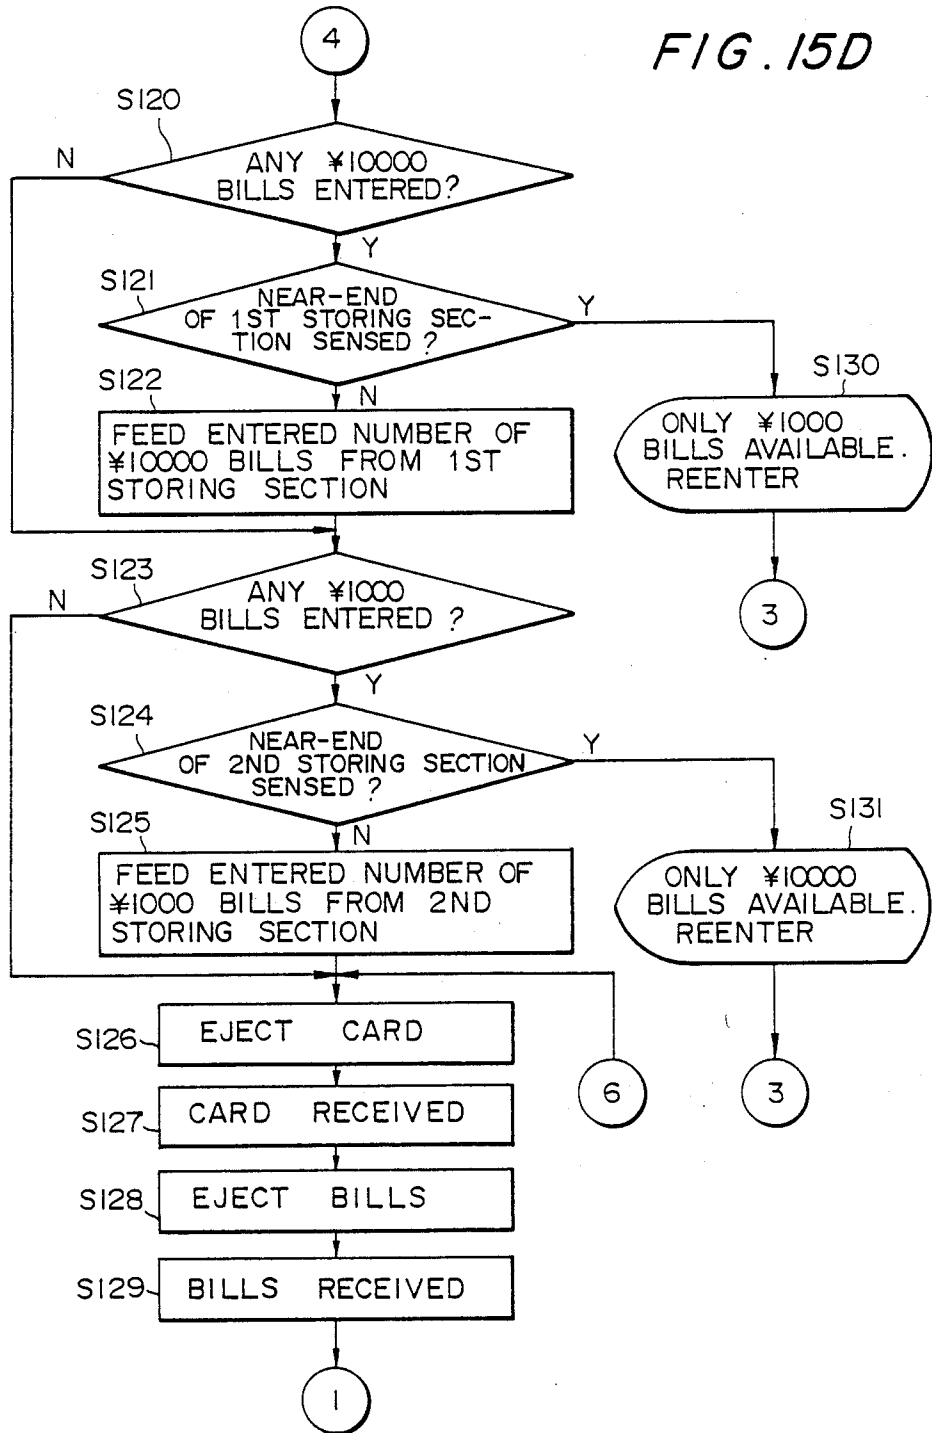 4
FIG. 15D
S120
N
ANY ¥10000
BILLS ENTERED?
Y
S121
NEAR-END
OF 1ST STORING SEC-
TION SENSED ?
Y
S122
N
FEED ENTERED NUMBER OF
¥10000 BILLS FROM 1ST
STORING SECTION
S130
ONLY ¥1000
BILLS AVAILABLE.
REENTER
3
S123
N
ANY ¥1000
BILLS ENTERED ?
Y
S124
NEAR-END
OF 2ND STORING SECTION
SENSED ?
Y
S125
N
FEED ENTERED NUMBER OF
¥1000 BILLS FROM 2ND
STORING SECTION
S131
ONLY ¥10000
BILLS AVAILABLE.
REENTER
S126
EJECT CARD
6
3
S127
CARD RECEIVED
S128
EJECT BILLS
S129
BILLS RECEIVED
1